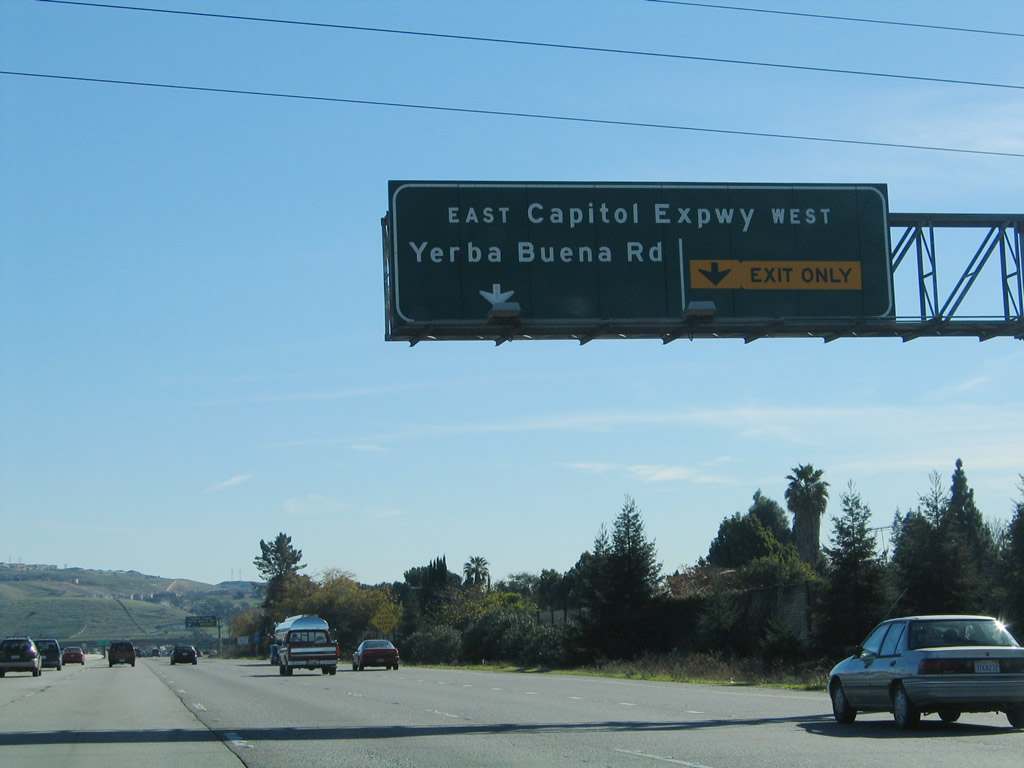 EAST Capitol Expwy WEST
Yerba Buena Rd
EXIT ONLY